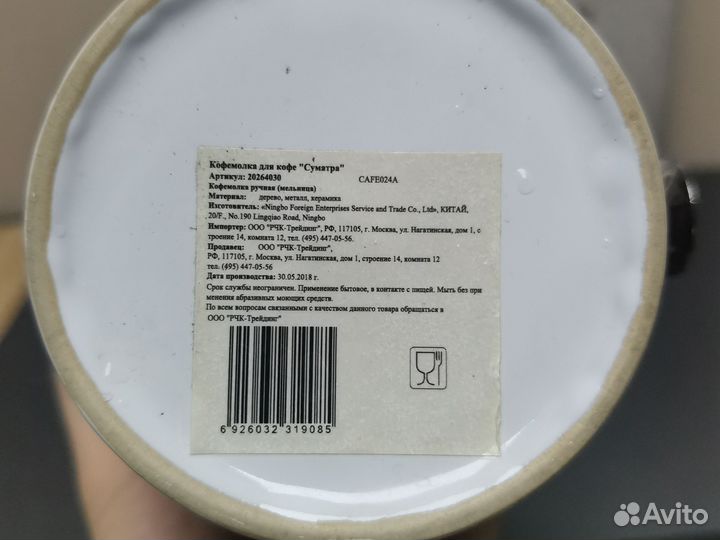 Кофемолка для кофе "Суматра"
Артикул: 20264030 CAFE024A
Кофемолка ручная (мельница)
Материал: дерево, металл, керамика
Изготовитель: «Ningbo Foreign Enterprises Service and Trade Co., Ltd», КИТАЙ,
20/F., No.190 Lingqiao Road, Ningbo
Импортер: ООО "РЧК-Трейдинг", РФ, 117105, г. Москва, ул. Нагатинская, дом 1, с
троение 14, комната 12, тел. (495) 447-05-56.
Продавец: ООО "РЧК-Трейдинг",
РФ, 117105, г. Москва, ул. Нагатинская, дом 1, строение 14, комната 12
тел. (495) 447-05-56
Дата производства: 30.05.2018 г.
Срок службы неограничен. Применение бытовое, в контакте с пищей. Мыть без при
менения абразивных моющих средств.
По всем вопросам связанными с качеством данного товара обращаться в
ООО "РЧК-Трейдинг"
6 926032 319085
Avito